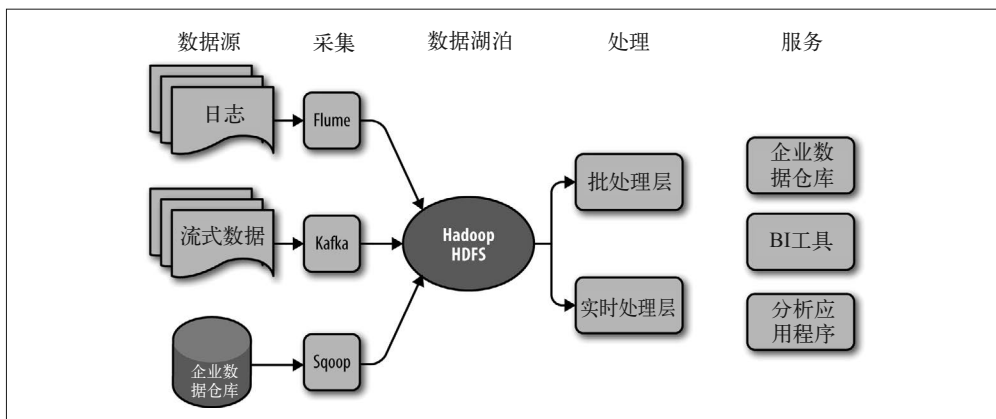 数据源
采集
数据湖泊
处理
服务
日志
Flume
流式数据
Kafka
企业数
据仓库
Sqoop
Hadoop
HDFS
批处理层
实时处理层
企业数
据仓库
BI工具
分析应
用程序